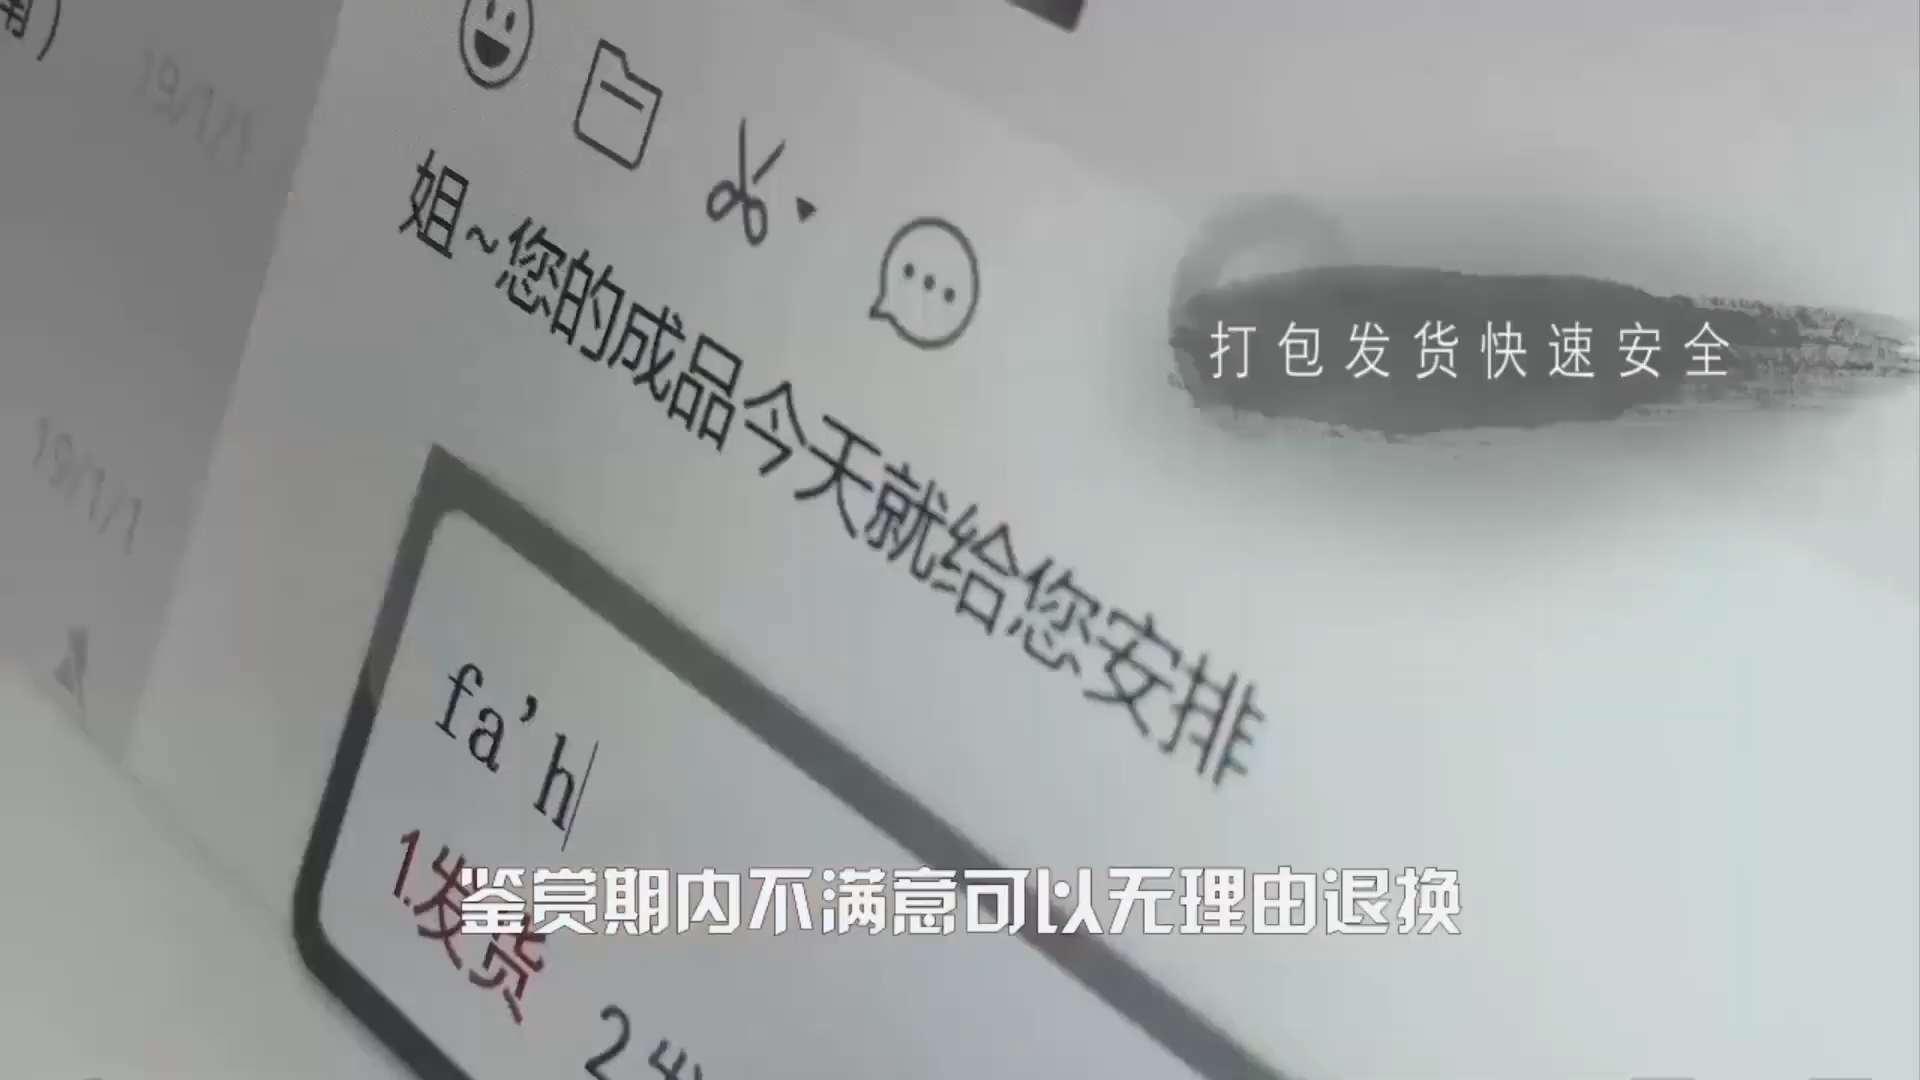 19/1/1
姐~您的成品今天就给您安排
打包发货快速安全
19/1/1
fa'h
1.发货
2.发
鉴赏期内不满意可以无理由退换